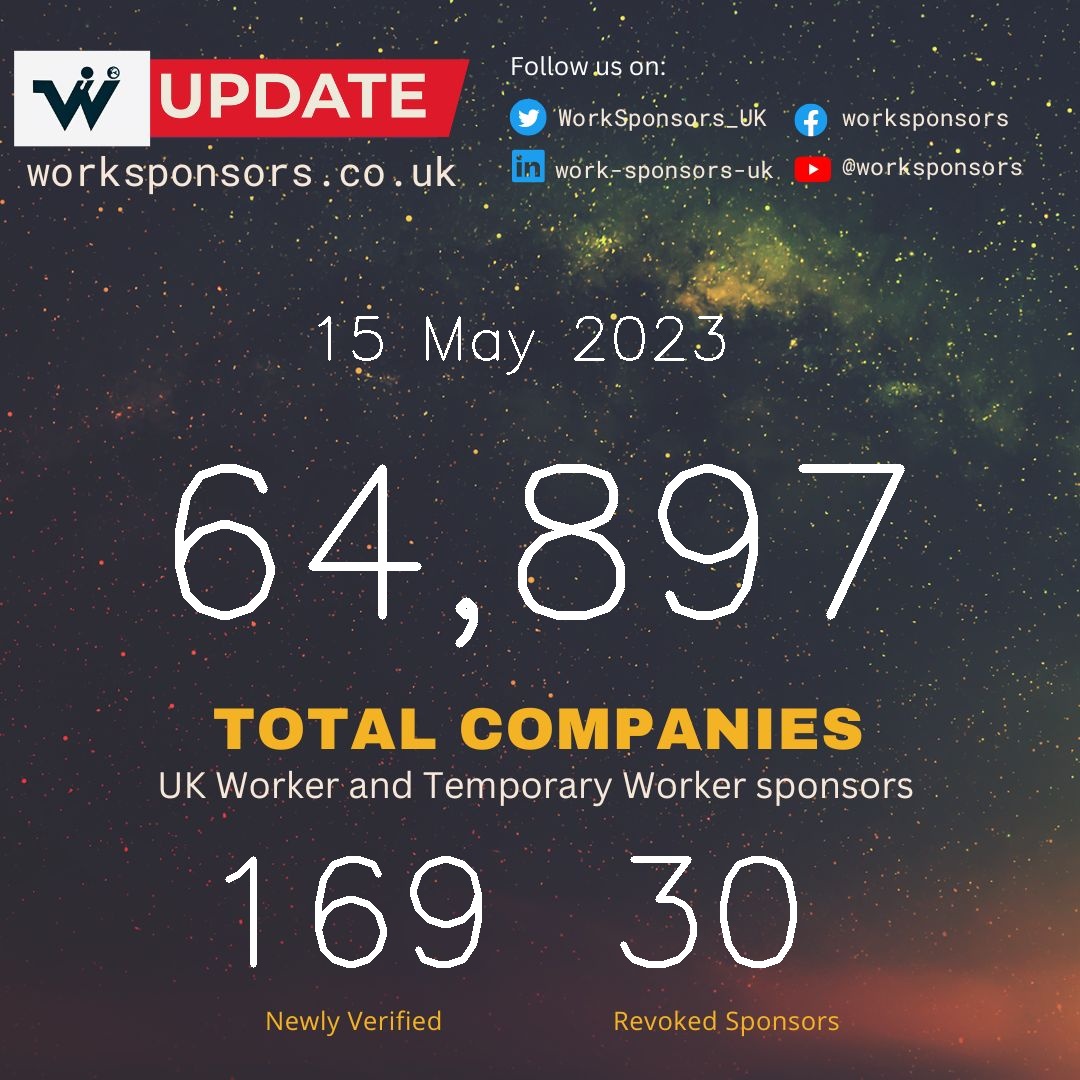 UPDATE
worksponsors.co.uk
Follow us on:
WorkSponsors_UK
worksponsors
work-sponsors-uk
@worksponsors
15 May 2023
64,897
TOTAL COMPANIES
UK Worker and Temporary Worker sponsors
169 30
Newly Verified Revoked Sponsors